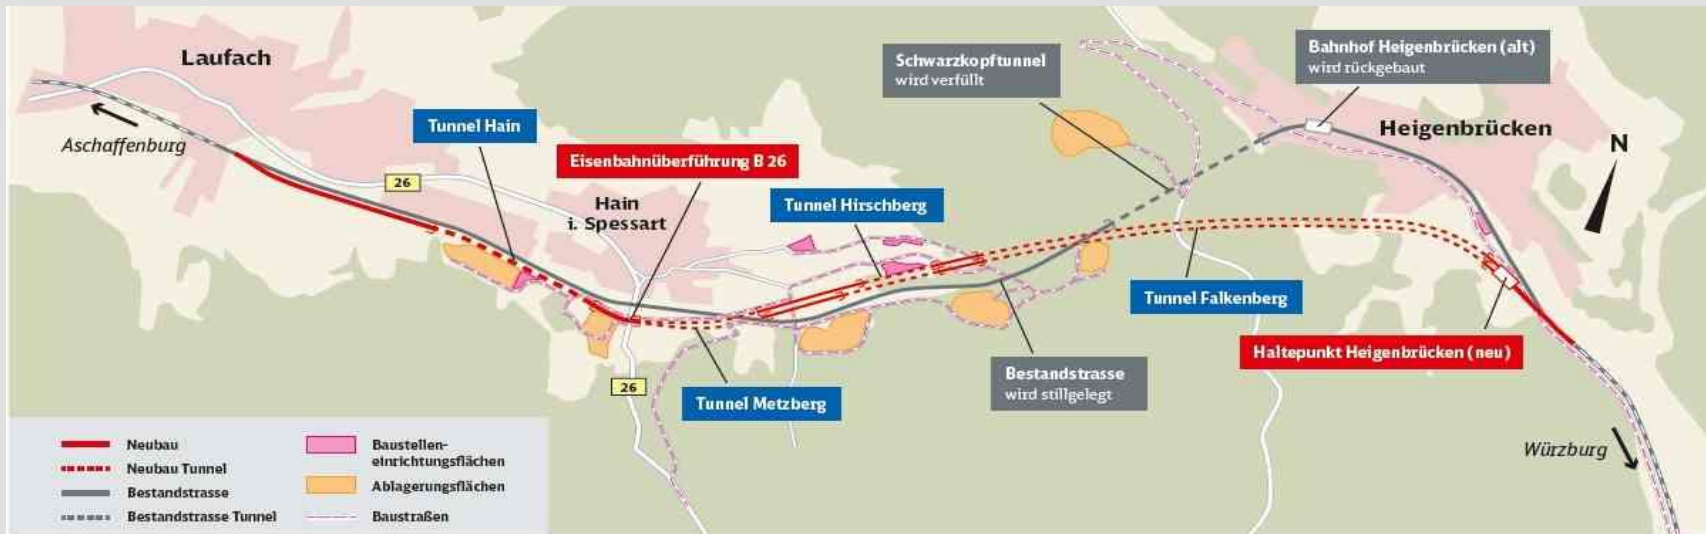 Laufach
Aschaffenburg
Tunnel Hain
Eisenbahnüberführung B 26
26
Hain
i. Spessart
Tunnel Hirschberg
Schwarzkopftunnel
wird verfüllt
Bahnhof Heigenbrücken (alt)
wird rückgebaut
Heigenbrücken
N
Tunnel Falkenberg
Haltepunkt Heigenbrücken (neu)
Bestandstrasse
wird stillgelegt
26
Tunnel Metzberg
Würzburg
Neubau
Neubau Tunnel
Bestandstrasse
Bestandstrasse Tunnel
Baustellen-
einrichtungsflächen
Ablagerungsflächen
Baustraßen